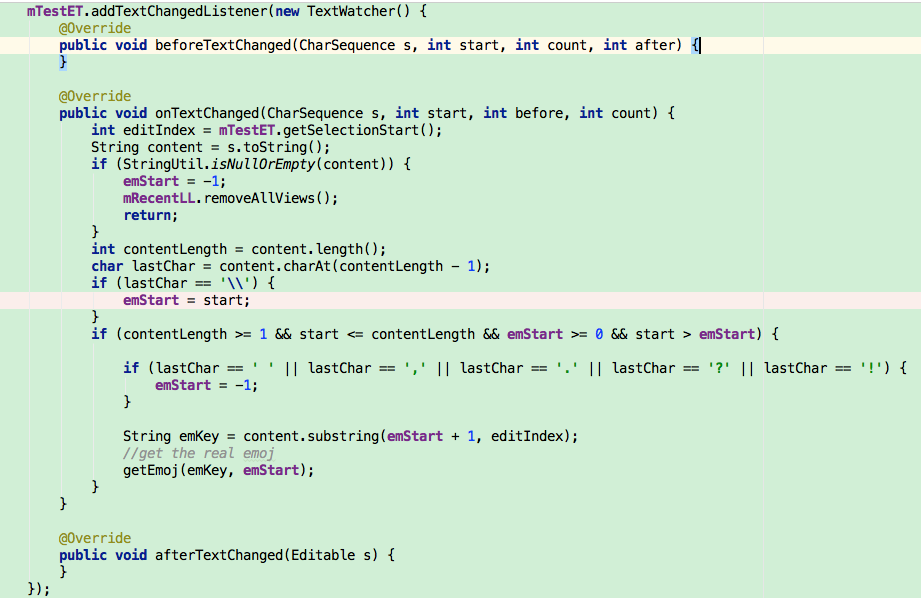 mTestET.addTextChangedListener(new TextWatcher() {
@Override
public void beforeTextChanged(CharSequence s, int start, int count, int after) {
}
@Override
public void onTextChanged(CharSequence s, int start, int before, int count) {
int editIndex = mTestET.getSelectionStart();
String content = s.toString();
if (StringUtil.isNullOrEmpty(content)) {
emStart = -1;
mRecentLL.removeAllViews();
return;
}
int contentLength = content.length();
char lastChar = content.charAt(contentLength - 1);
if (lastChar == '\\') {
emStart = start;
}
if (contentLength >= 1 && start <= contentLength && emStart >= 0 && start > emStart) {
if (lastChar == ' ' || lastChar == ',' || lastChar == '.' || lastChar == '?' || lastChar == '!') {
emStart = -1;
}
String emKey = content.substring(emStart + 1, editIndex);
//get the real emoj
getEmoj(emKey, emStart);
}
}
@Override
public void afterTextChanged(Editable s) {
}
});